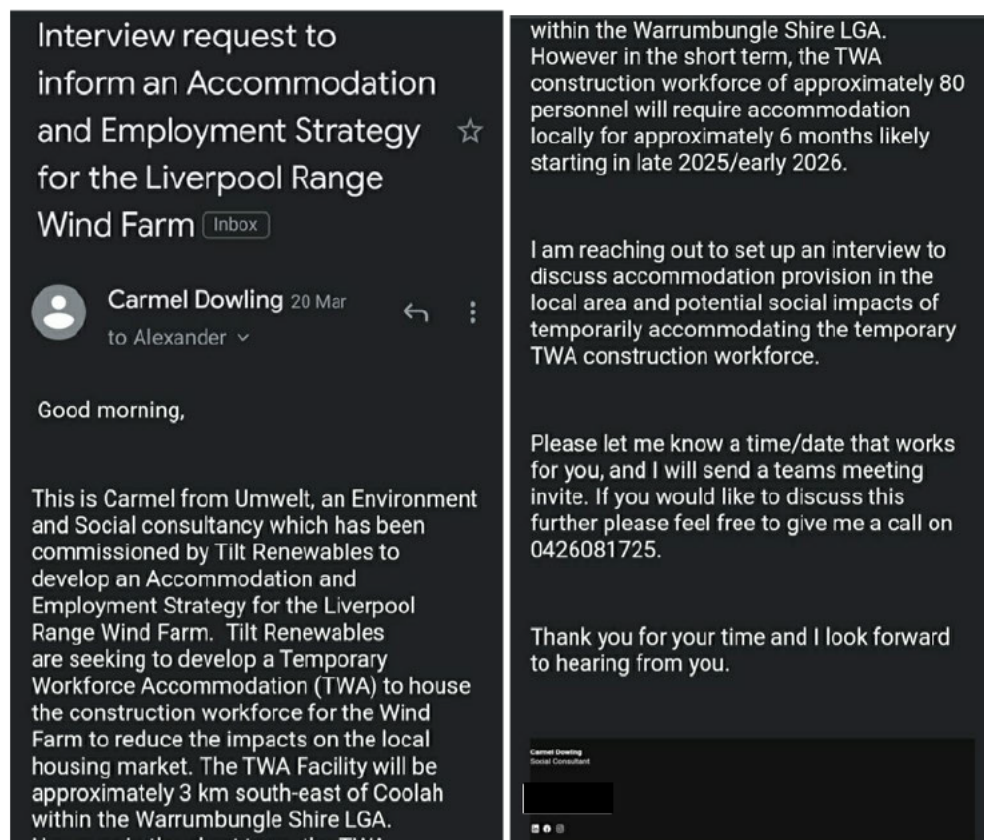 Interview request to
inform an Accommodation
and Employment Strategy
for the Liverpool Range
Wind Farm Inbox
Carmel Dowling 20 Mar
to Alexander
Good morning,
This is Carmel from Umwelt, an Environment
and Social consultancy which has been
commissioned by Tilt Renewables to
develop an Accommodation and
Employment Strategy for the Liverpool
Range Wind Farm. Tilt Renewables
are seeking to develop a Temporary
Workforce Accommodation (TWA) to house
the construction workforce for the Wind
Farm to reduce the impacts on the local
housing market. The TWA Facility will be
approximately 3 km south-east of Coolah
within the Warrumbungle Shire LGA.
within the Warrumbungle Shire LGA.
However in the short term, the TWA
construction workforce of approximately 80
personnel will require accommodation
locally for approximately 6 months likely
starting in late 2025/early 2026.
I am reaching out to set up an interview to
discuss accommodation provision in the
local area and potential social impacts of
temporarily accommodating the temporary
TWA construction workforce.
Please let me know a time/date that works
for you, and I will send a teams meeting
invite. If you would like to discuss this
further please feel free to give me a call on
0426081725.
Thank you for your time and I look forward
to hearing from you.
Carmel Dowling
Social Consultant